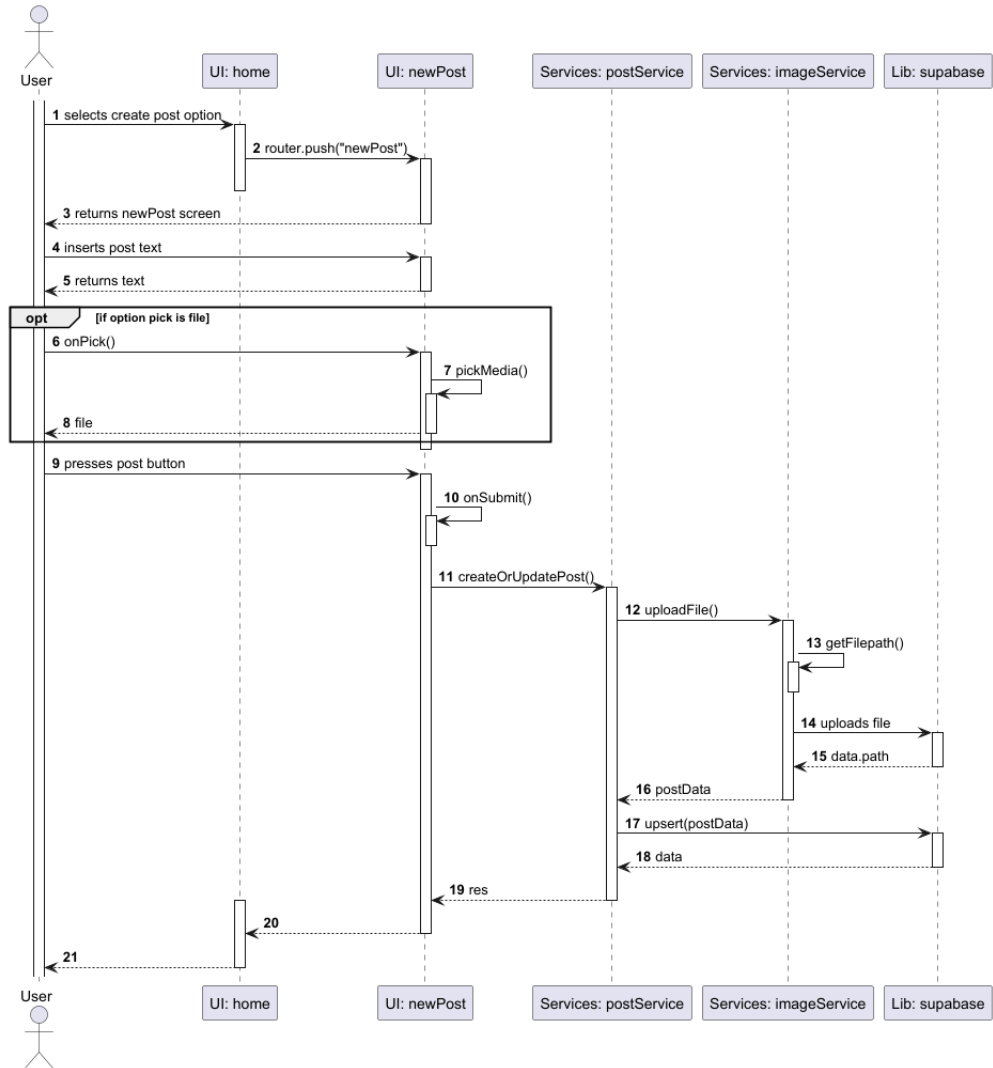 User
UI: home
UI: newPost
Services: postService
Services: imageService
Lib: supabase
1 selects create post option
2 router.push("newPost")
3 returns newPost screen
4 inserts post text
5 returns text
opt [if option pick is file]
6 onPick()
7 pickMedia()
8 file
9 presses post button
10 onSubmit()
11 createOrUpdatePost()
12 uploadFile()
13 getFilepath()
14 uploads file
15 data.path
16 postData
17 upsert(postData)
18 data
19 res
20
21
User
UI: home
UI: newPost
Services: postService
Services: imageService
Lib: supabase